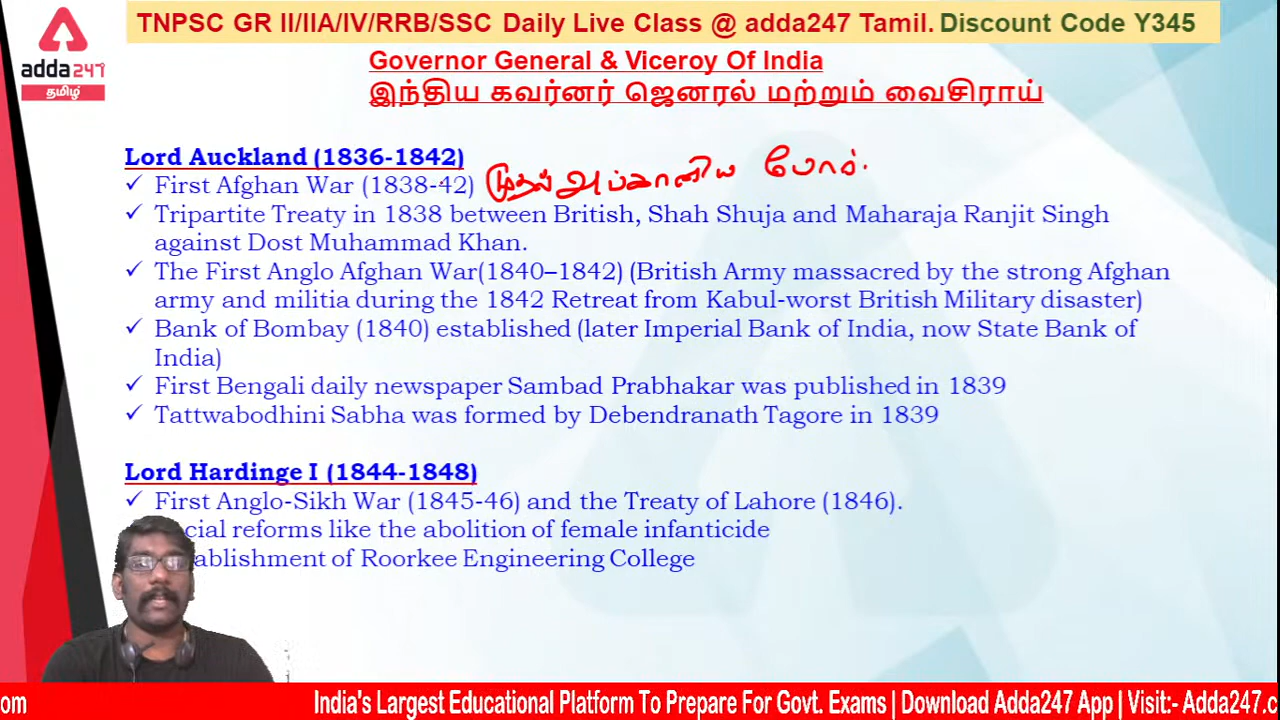 TNPSC GR II/IIA/IV/RRB/SSC Daily Live Class @ adda247 Tamil. Discount Code Y345
adda247
தமிழ்
Governor General & Viceroy Of India
இந்திய கவர்னர் ஜெனரல் மற்றும் வைசிராய்
Lord Auckland (1836-1842)
✓ First Afghan War (1838-42) முதல் அப்கானிய போர்.
✓ Tripartite Treaty in 1838 between British, Shah Shuja and Maharaja Ranjit Singh
against Dost Muhammad Khan.
✓ The First Anglo Afghan War(1840–1842) (British Army massacred by the strong Afghan
army and militia during the 1842 Retreat from Kabul-worst British Military disaster)
✓ Bank of Bombay (1840) established (later Imperial Bank of India, now State Bank of
India)
✓ First Bengali daily newspaper Sambad Prabhakar was published in 1839
✓ Tattwabodhini Sabha was formed by Debendranath Tagore in 1839
Lord Hardinge I (1844-1848)
✓ First Anglo-Sikh War (1845-46) and the Treaty of Lahore (1846).
cial reforms like the abolition of female infanticide
ablishment of Roorkee Engineering College
om India's Largest Educational Platform To Prepare For Govt. Exams | Download Adda247 App | Visit:- Adda247.c